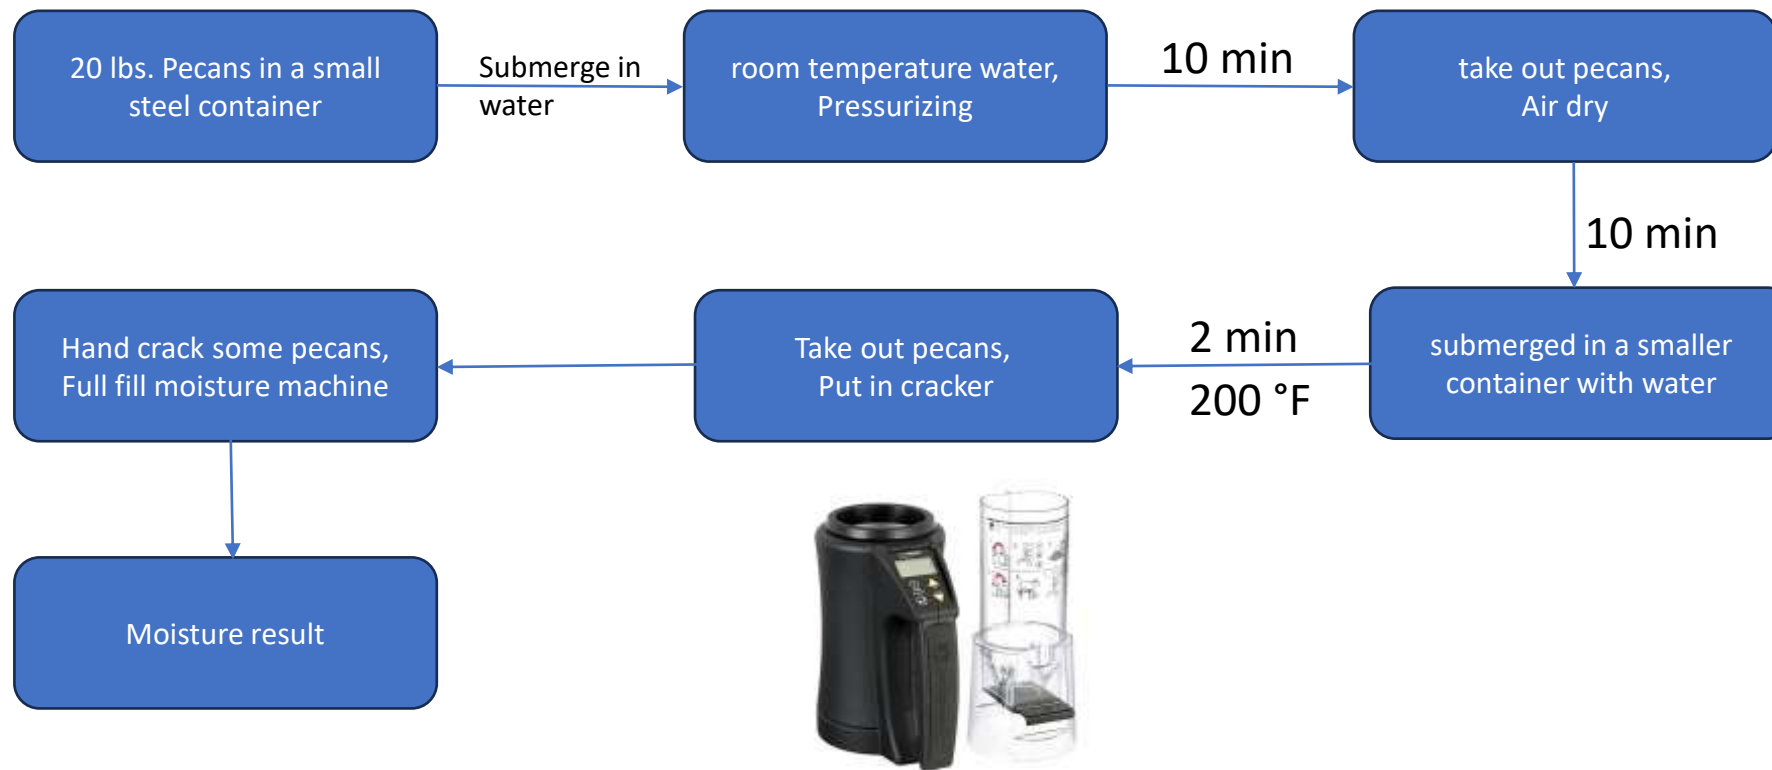 20 lbs. Pecans in a small
steel container
Submerge in
water
room temperature water,
Pressurizing
10 min
take out pecans,
Air dry
10 min
submerged in a smaller
container with water
2 min
200 °F
Take out pecans,
Put in cracker
Hand crack some pecans,
Full fill moisture machine
Moisture result